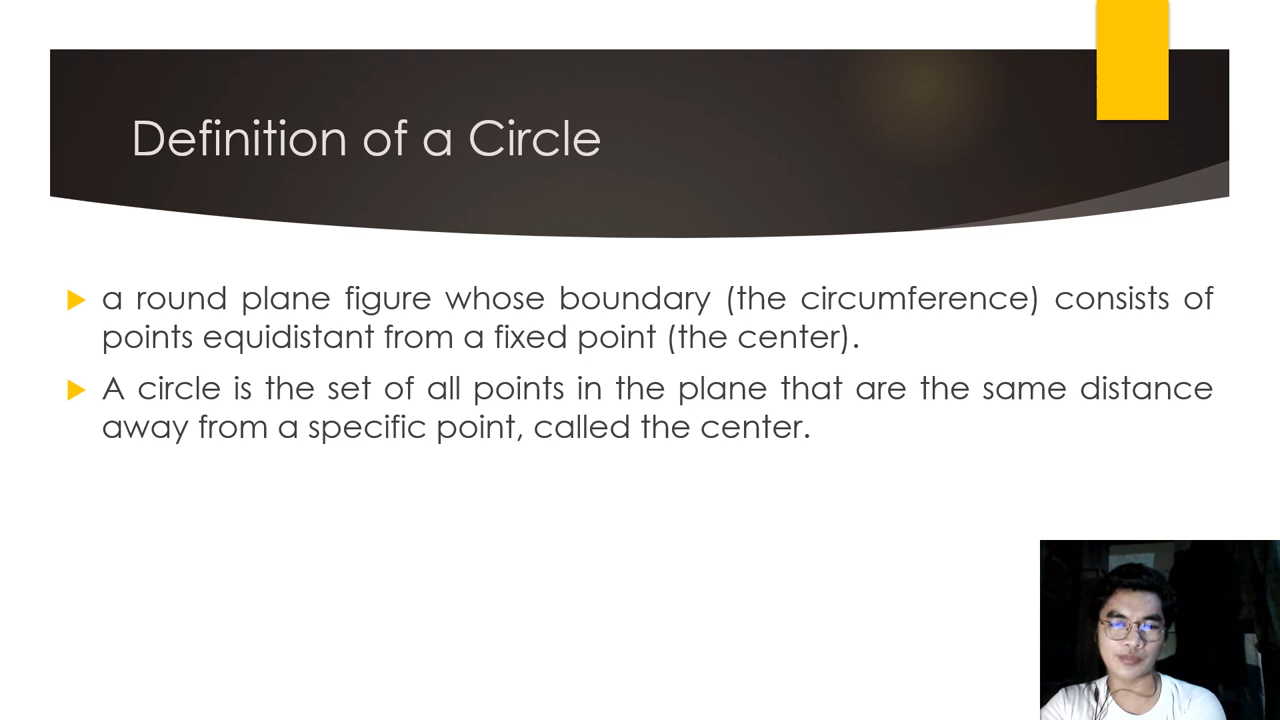 Definition of a Circle
a round plane figure whose boundary (the circumference) consists of
points equidistant from a fixed point (the center).
A circle is the set of all points in the plane that are the same distance
away from a specific point, called the center.